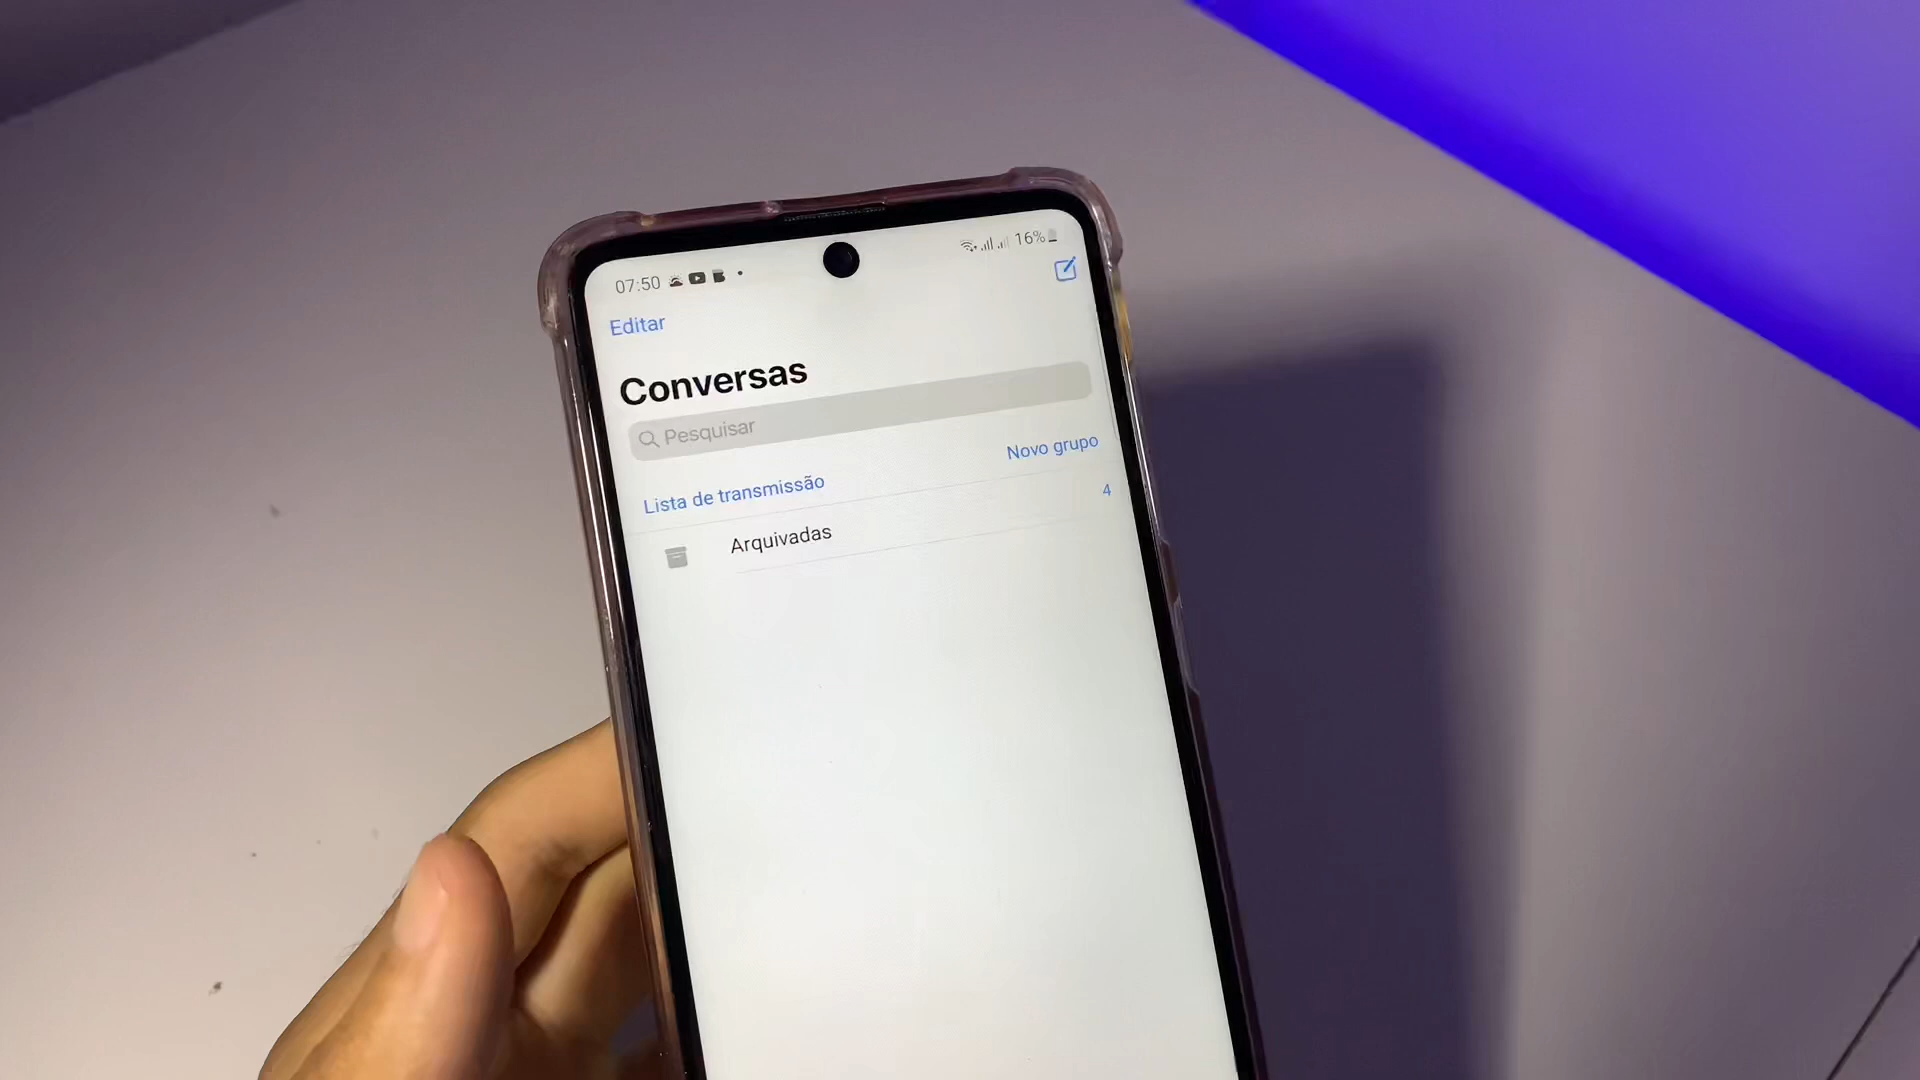 07:50 16%
Editar
Conversas
Pesquisar
Lista de transmissão Novo grupo
Arquivadas 4